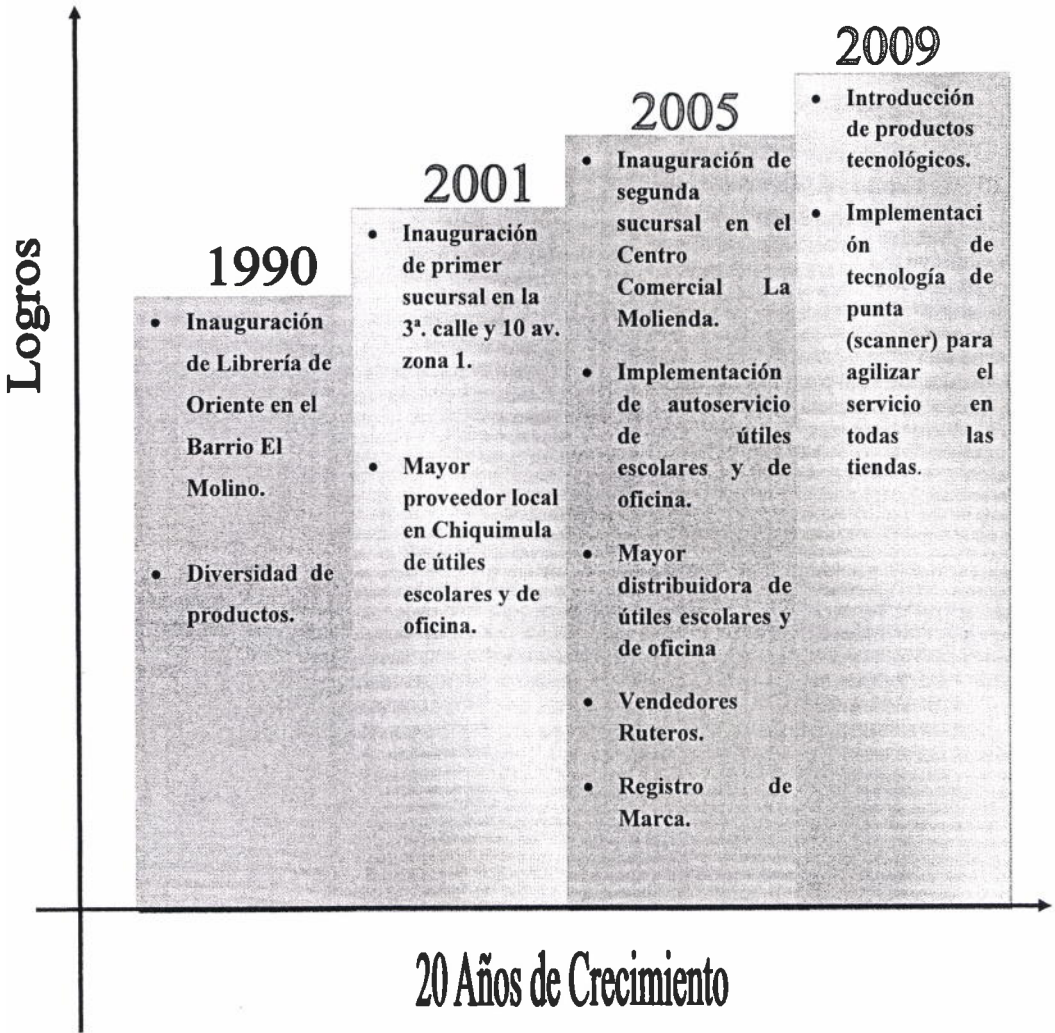 Logros
1990
• Inauguración
de Librería de
Oriente en el
Barrio El
Molino.
• Diversidad de
productos.
2001
• Inauguración
de primer
sucursal en la
3ª. calle y 10 av.
zona 1.
• Mayor
proveedor local
en Chiquimula
de útiles
escolares y de
oficina.
2005
• Inauguración de
segunda
sucursal en el
Centro
Comercial La
Molienda.
• Implementación
de autoservicio
de útiles
escolares y de
oficina.
• Mayor
distribuidora de
útiles escolares y
de oficina
• Vendedores
Ruteros.
• Registro de
Marca.
2009
• Introducción
de productos
tecnológicos.
• Implementaci
ón de
tecnología de
punta
(scanner) para
agilizar el
servicio en
todas las
tiendas.
20 Años de Crecimiento